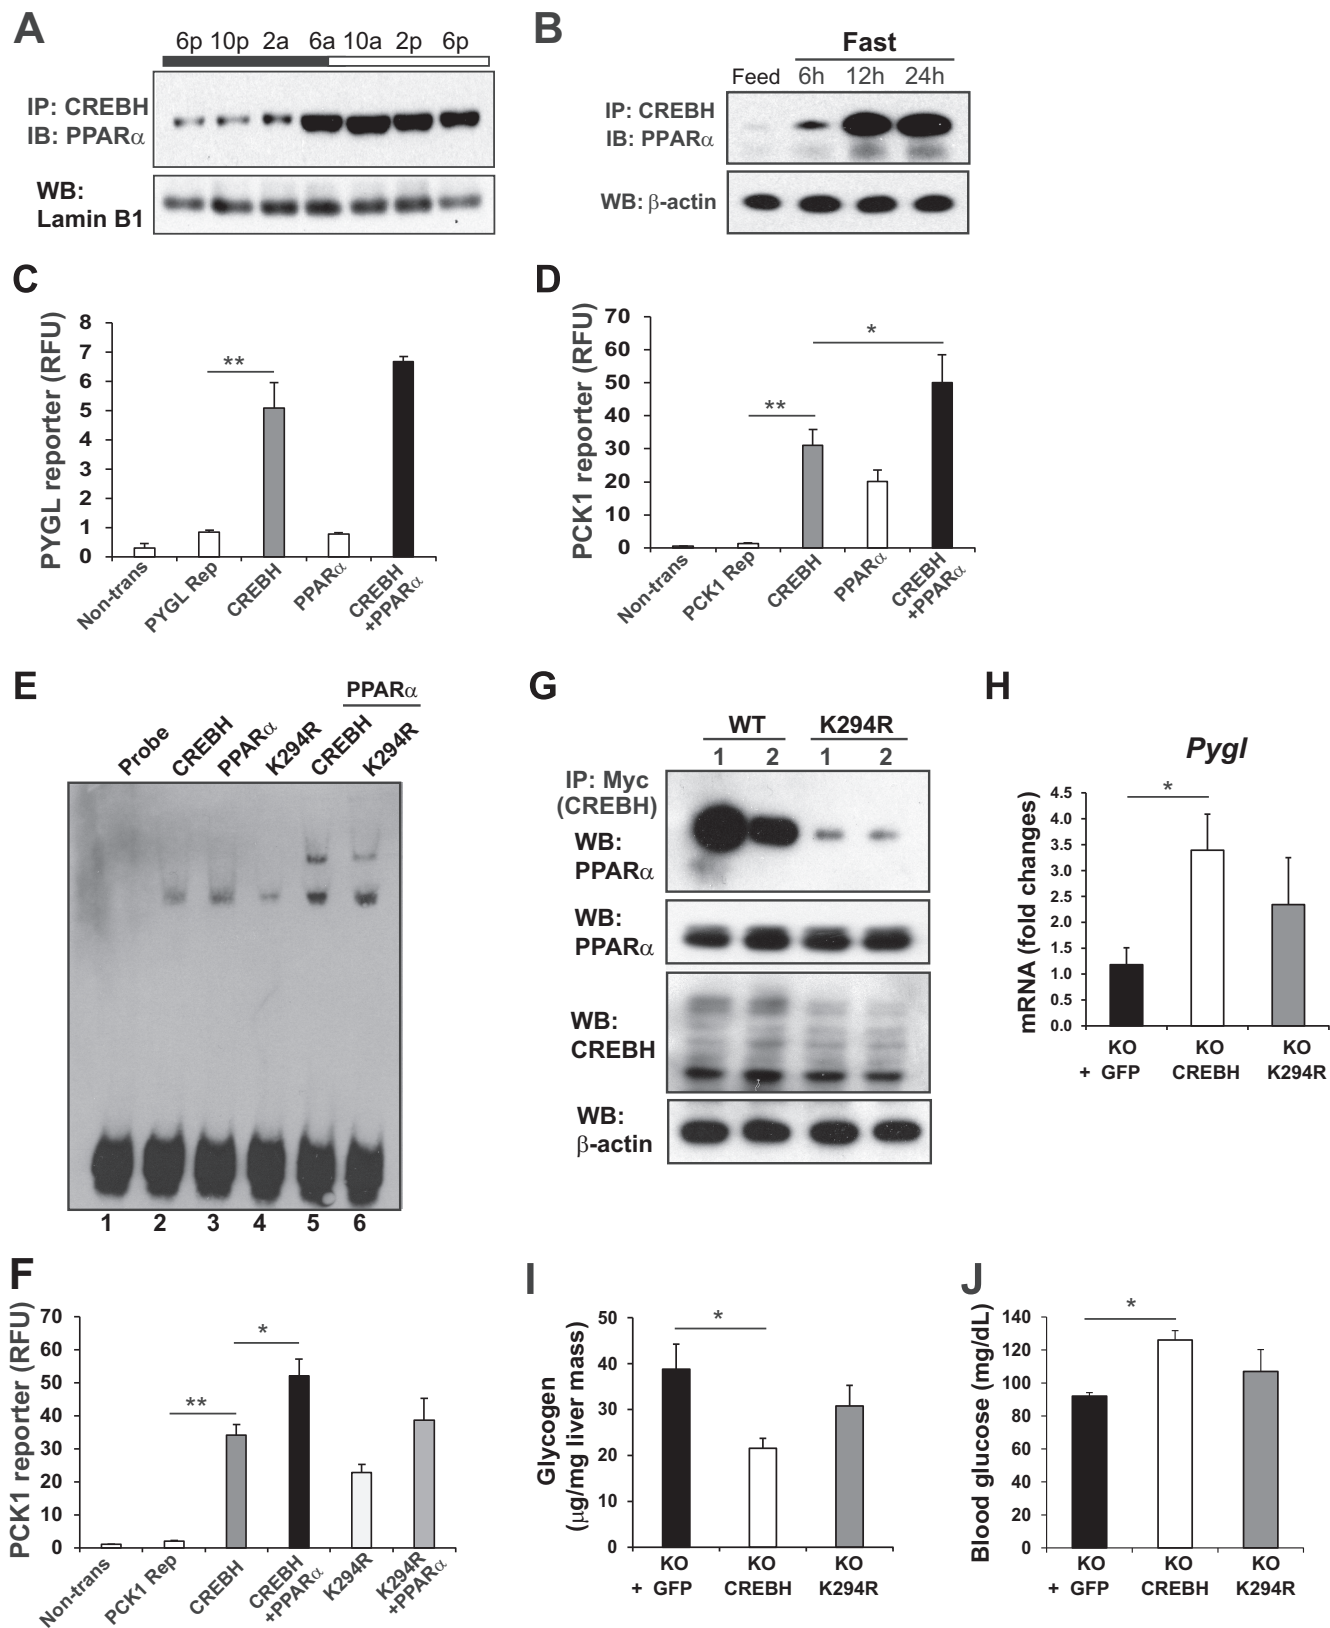 A
6p 10p 2a 6a 10a 2p 6p
IP: CREBH
IB: PPARα
WB:
Lamin B1
B
Fast
Feed 6h 12h 24h
IP: CREBH
IB: PPARα
WB: β-actin
C
PYGL reporter (RFU)
8
7
6
5
4
3
2
1
0
**
Non-trans
PYGL Rep
CREBH
PPARα
CREBH
+PPARα
D
PCK1 reporter (RFU)
70
60
50
40
30
20
10
0
**
*
Non-trans
PCK1 Rep
CREBH
PPARα
CREBH
+PPARα
E
PPARα
Probe
CREBH
PPARα
K294R
CREBH
K294R
1 2 3 4 5 6
G
WT K294R
1 2 1 2
IP: Myc
(CREBH)
WB:
PPARα
WB:
PPARα
WB:
CREBH
WB:
β-actin
H
Pygl
mRNA (fold changes)
4.5
4.0
3.5
3.0
2.5
2.0
1.5
1.0
0.5
0.0
*
KO KO KO
+ GFP CREBH K294R
F
PCK1 reporter (RFU)
70
60
50
40
30
20
10
0
**
*
Non-trans
PCK1 Rep
CREBH
CREBH
+PPARα
K294R
K294R
+PPARα
I
Glycogen
(μg/mg liver mass)
50
40
30
20
10
0
*
KO KO KO
+ GFP CREBH K294R
J
Blood glucose (mg/dL)
140
120
100
80
60
40
20
0
*
KO KO KO
+ GFP CREBH K294R